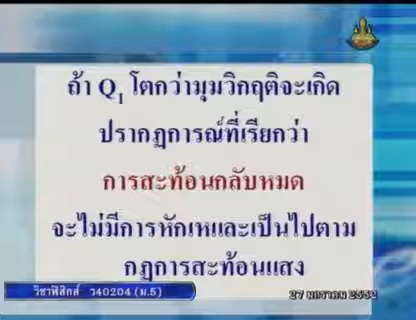 ถ้า Q1 โตกว่ามุมวิกฤติจะเกิด
ปรากฏการณ์ที่เรียกว่า
การสะท้อนกลับหมด
จะไม่มีการหักเหและเป็นไปตาม
กฎการสะท้อนแสง
วิชาฟิสิกส์ ว40204 (ม.5)
27 มกราคม 2552